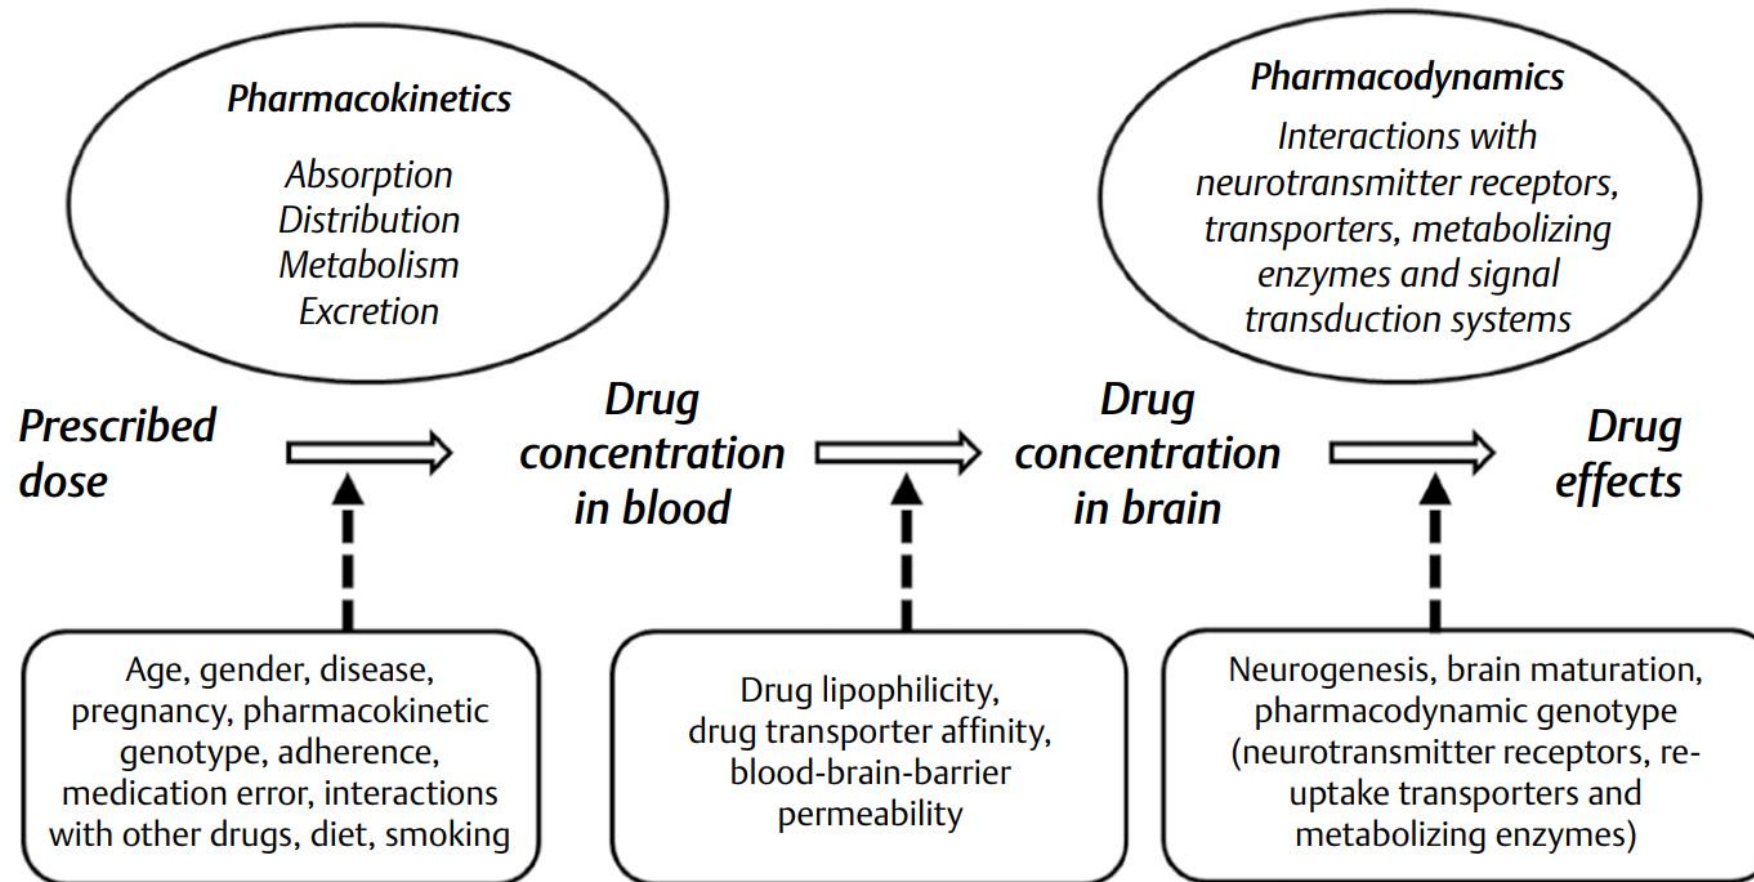 Pharmacokinetics
Absorption
Distribution
Metabolism
Excretion
Pharmacodynamics
Interactions with
neurotransmitter receptors,
transporters, metabolizing
enzymes and signal
transduction systems
Prescribed
dose
Drug
concentration
in blood
Drug
concentration
in brain
Drug
effects
Age, gender, disease,
pregnancy, pharmacokinetic
genotype, adherence,
medication error, interactions
with other drugs, diet, smoking
Drug lipophilicity,
drug transporter affinity,
blood-brain-barrier
permeability
Neurogenesis, brain maturation,
pharmacodynamic genotype
(neurotransmitter receptors, re-
uptake transporters and
metabolizing enzymes)